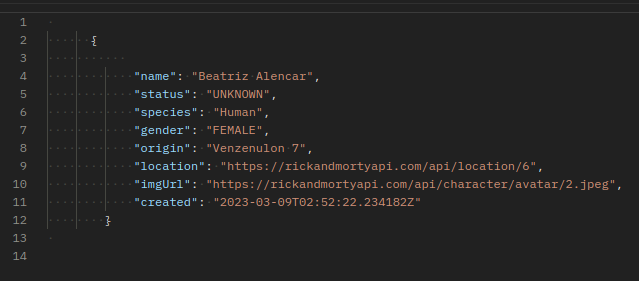 1
2 {
3
4 "name": "Beatriz Alencar",
5 "status": "UNKNOWN",
6 "species": "Human",
7 "gender": "FEMALE",
8 "origin": "Venzenulon 7",
9 "location": "https://rickandmortyapi.com/api/location/6",
10 "imgUrl": "https://rickandmortyapi.com/api/character/avatar/2.jpeg",
11 "created": "2023-03-09T02:52:22.234182Z"
12 }
13
14